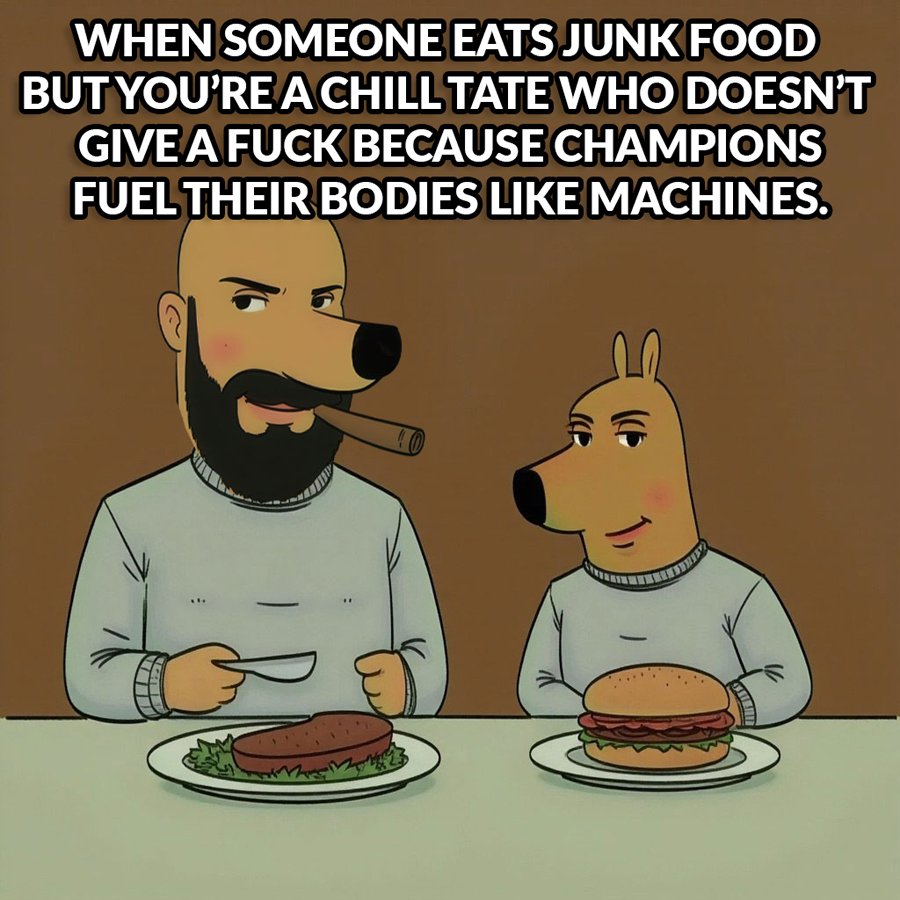 WHEN SOMEONE EATS JUNK FOOD
BUT YOU’RE A CHILL TATE WHO DOESN’T
GIVE A FUCK BECAUSE CHAMPIONS
FUEL THEIR BODIES LIKE MACHINES.